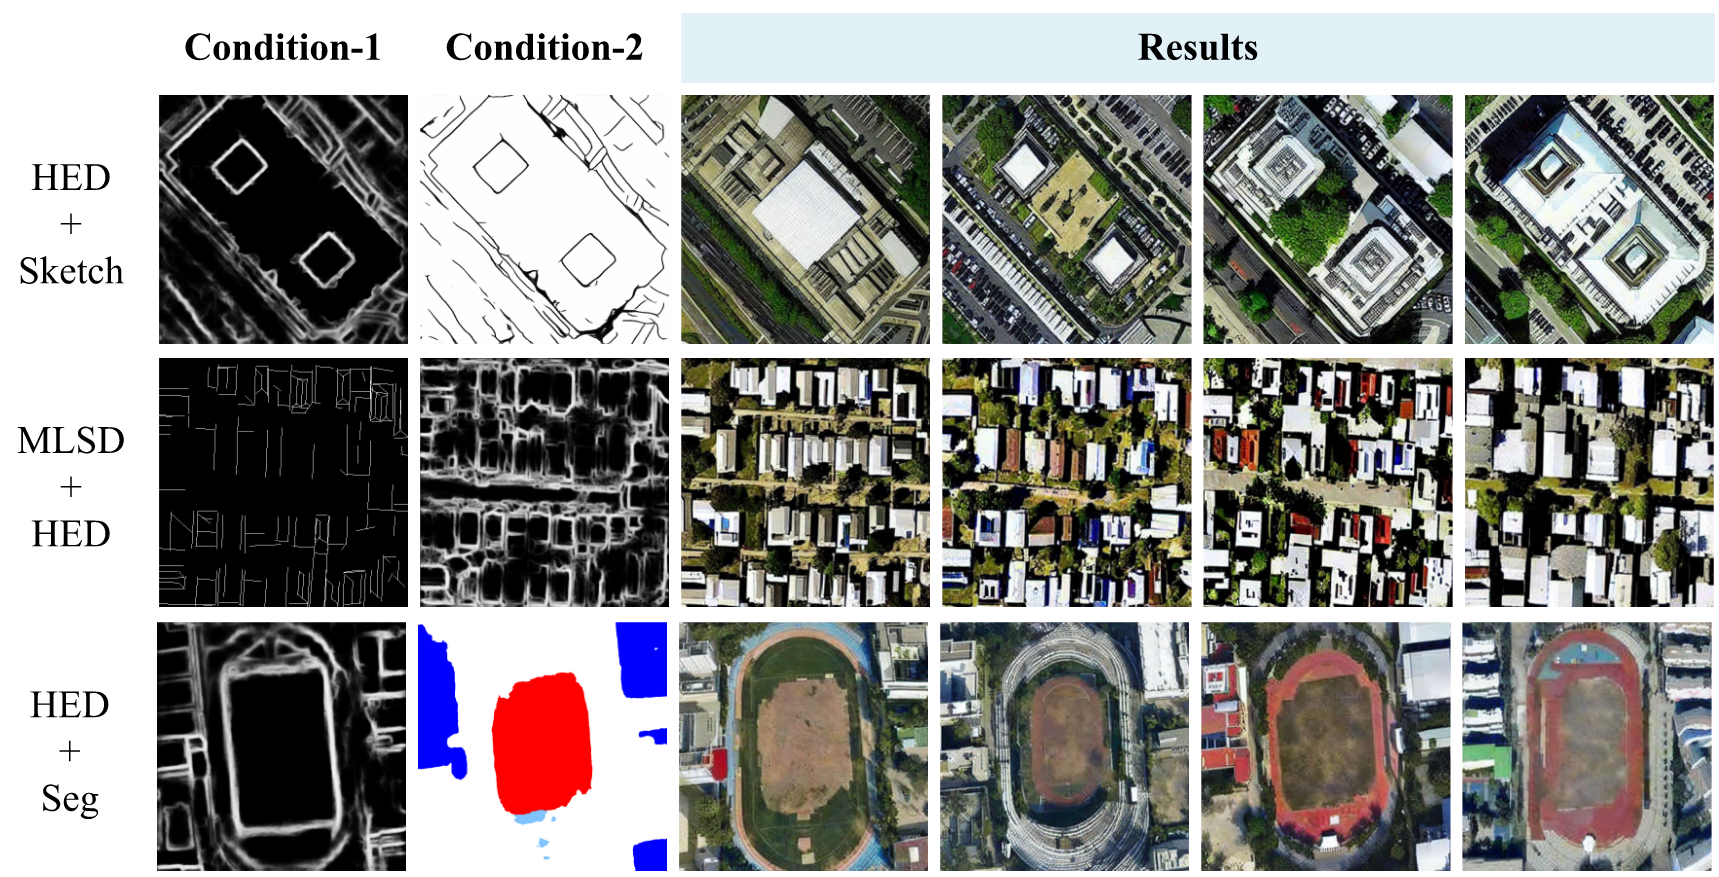 Condition-1 Condition-2 Results
HED
+
Sketch
MLSD
+
HED
HED
+
Seg